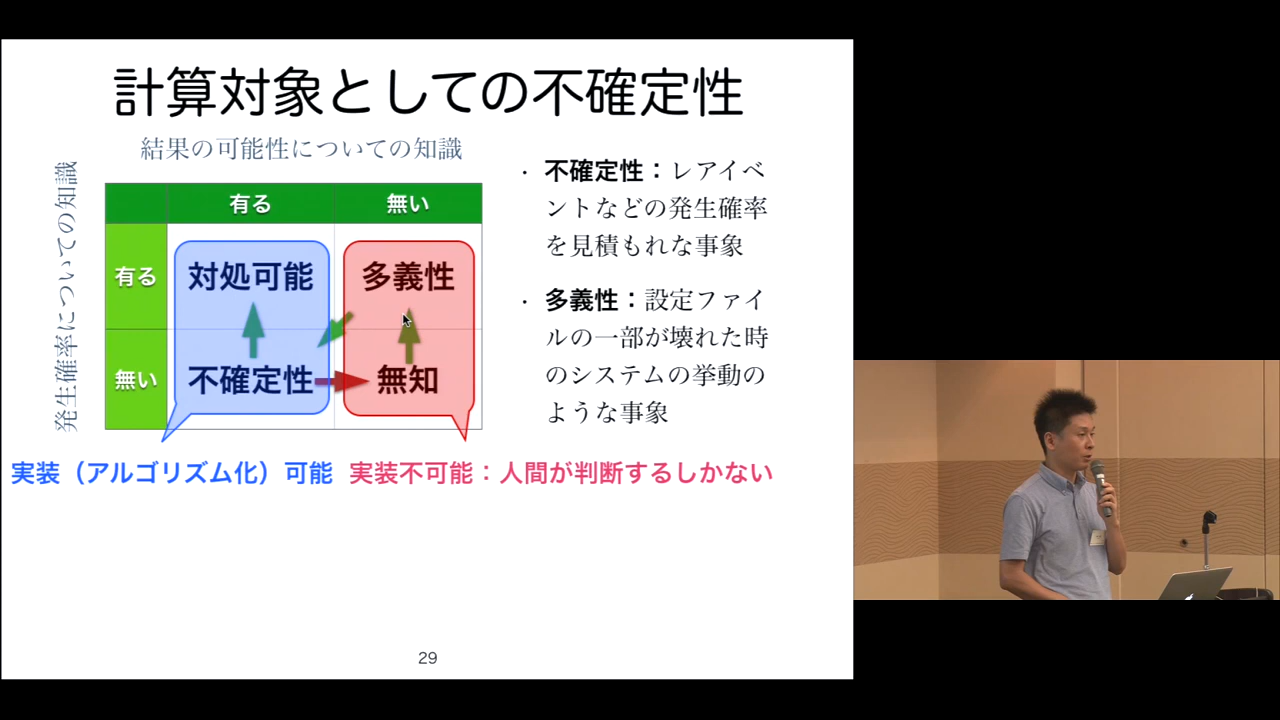 計算対象としての不確定性
結果の可能性についての知識
発生確率についての知識
有る 無い
有る 対処可能 多義性
無い 不確定性 無知
実装（アルゴリズム化）可能
実装不可能：人間が判断するしかない
・ 不確定性：レアイベ
ントなどの発生確率
を見積もれな事象
・ 多義性：設定ファイ
ルの一部が壊れた時
のシステムの挙動の
ような事象
29